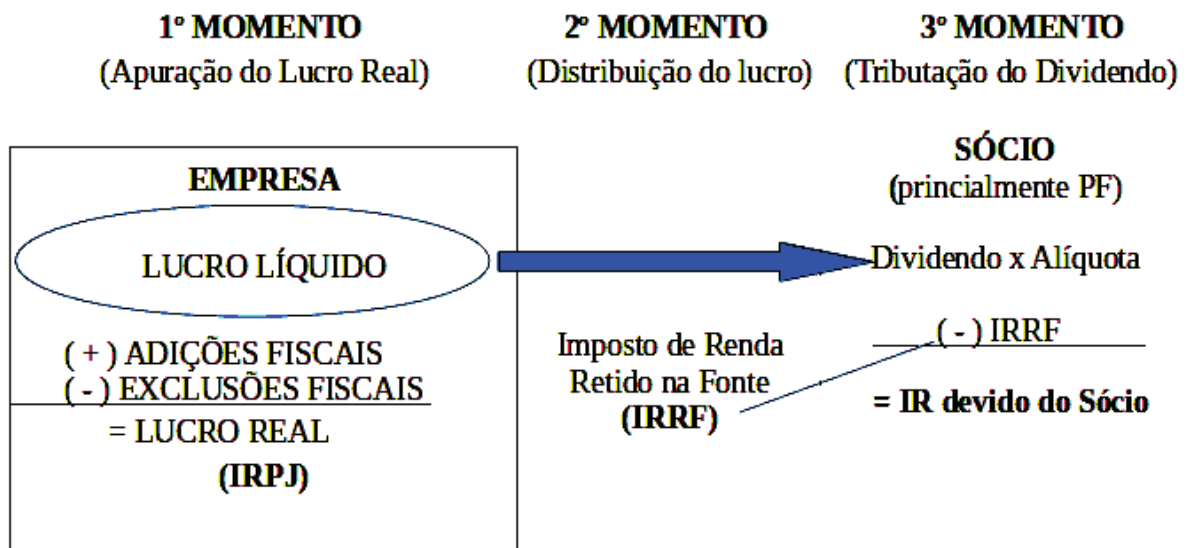 1º MOMENTO
(Apuração do Lucro Real)
2º MOMENTO
(Distribuição do lucro)
3º MOMENTO
(Tributação do Dividendo)
EMPRESA
LUCRO LÍQUIDO
( + ) ADIÇÕES FISCAIS
( - ) EXCLUSÕES FISCAIS
= LUCRO REAL
(IRPJ)
Imposto de Renda
Retido na Fonte
(IRRF)
SÓCIO
(princialmente PF)
Dividendo x Alíquota
( - ) IRRF
= IR devido do Sócio